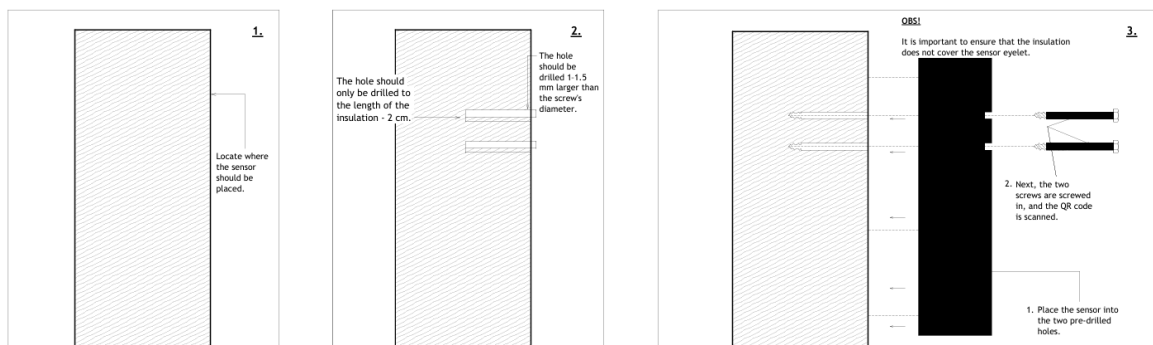 1.
Locate where
the sensor
should be
placed.
2.
The hole
should be
drilled 1-1.5
mm larger than
the screw's
diameter.
The hole should
only be drilled to
the length of the
insulation - 2 cm.
OBS!
3.
It is important to ensure that the insulation
does not cover the sensor eyelet.
2. Next, the two
screws are screwed
in, and the QR code
is scanned.
1. Place the sensor into
the two pre-drilled
holes.